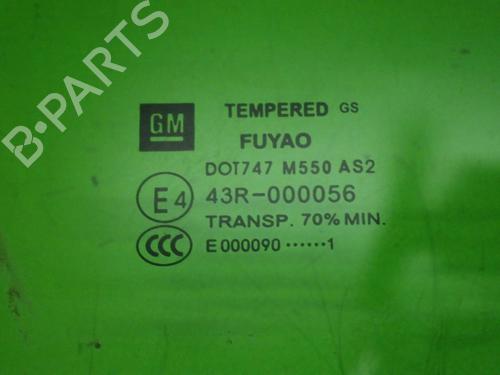 B-PARTS
GM
TEMPERED GS
FUYAO
DOT747 M550 AS2
E4 43R-000056
TRANSP. 70% MIN.
CCC E000090 ······1